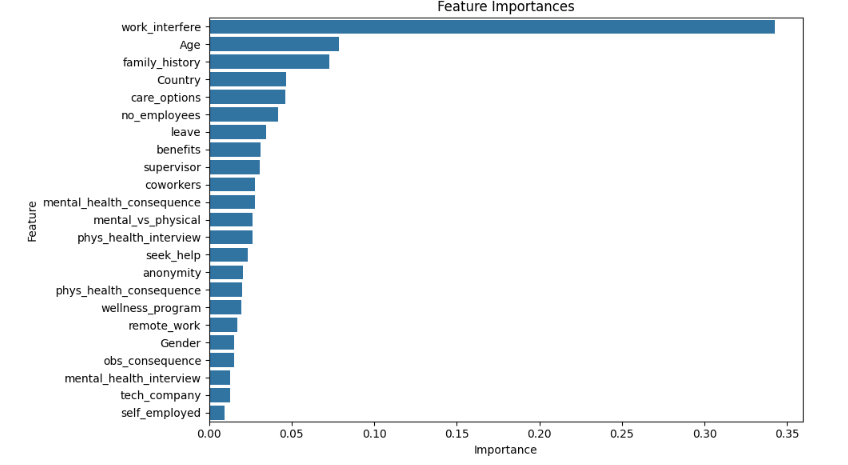 Feature Importances
Feature
work_interfere
Age
family_history
Country
care_options
no_employees
leave
benefits
supervisor
coworkers
mental_health_consequence
mental_vs_physical
phys_health_interview
seek_help
anonymity
phys_health_consequence
wellness_program
remote_work
Gender
obs_consequence
mental_health_interview
tech_company
self_employed
0.00 0.05 0.10 0.15 0.20 0.25 0.30 0.35
Importance